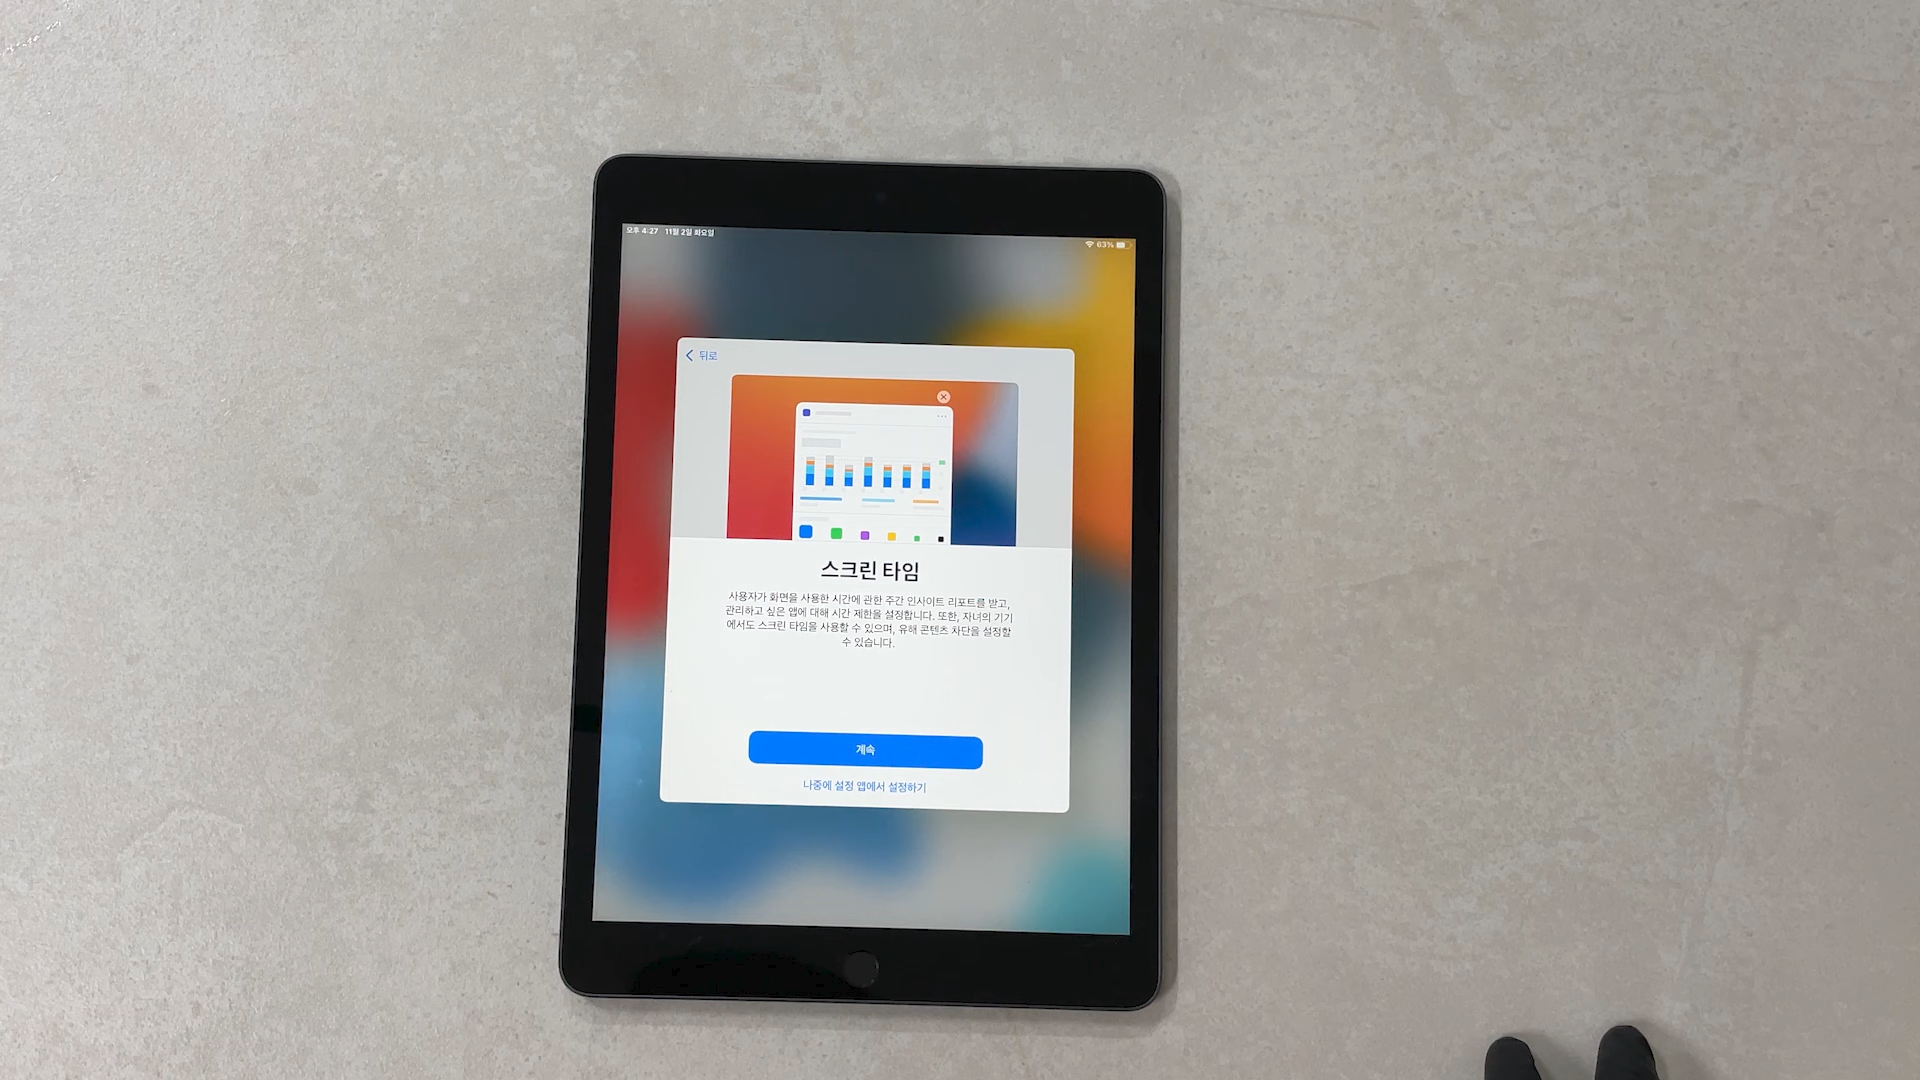 오후 4:27 11월 2일 화요일
63%
뒤로
스크린 타임
사용자가 화면을 사용한 시간에 관한 주간 인사이트 리포트를 받고,
관리하고 싶은 앱에 대해 시간 제한을 설정합니다. 또한, 자녀의 기기
에서도 스크린 타임을 사용할 수 있으며, 유해 콘텐츠 차단을 설정할
수 있습니다.
계속
나중에 설정 앱에서 설정하기